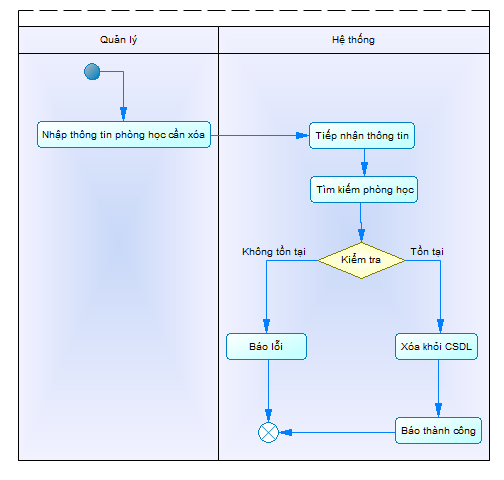 Quản lý
Hệ thống
Nhập thông tin phòng học cần xóa
Tiếp nhận thông tin
Tìm kiếm phòng học
Không tồn tại
Kiểm tra
Tồn tại
Báo lỗi
Xóa khỏi CSDL
Báo thành công